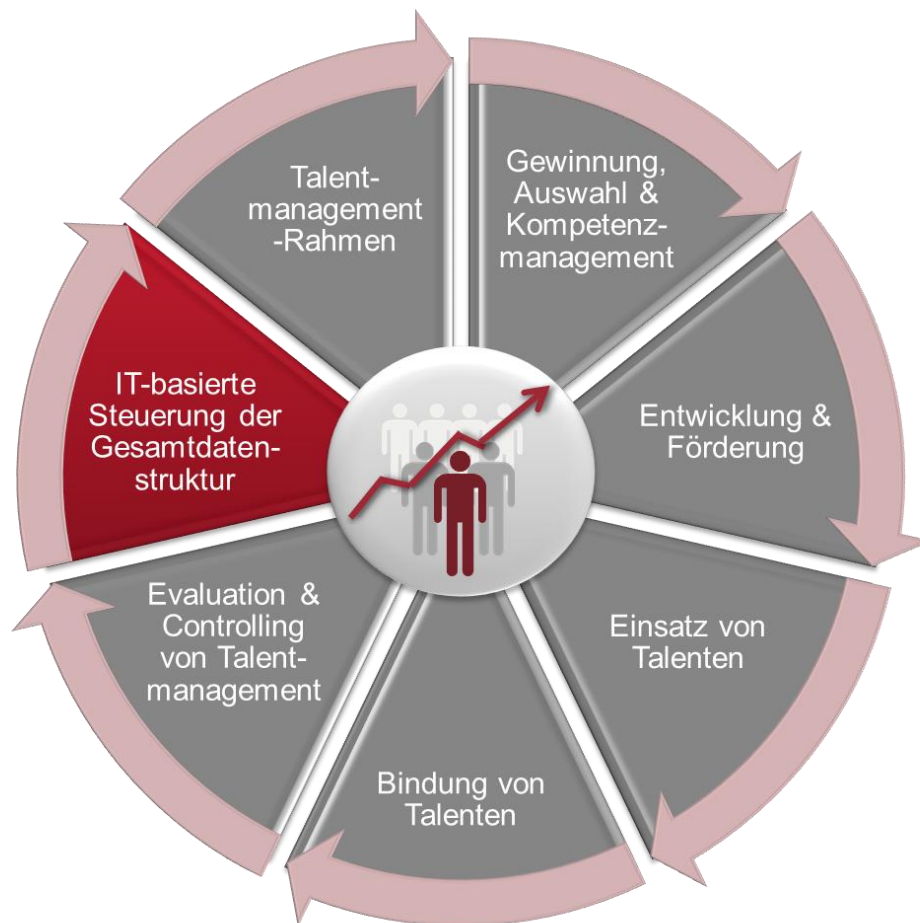 Talent-
management
-Rahmen
Gewinnung,
Auswahl &
Kompetenz-
management
Entwicklung &
Förderung
Einsatz von
Talenten
Bindung von
Talenten
Evaluation &
Controlling
von Talent-
management
IT-basierte
Steuerung der
Gesamtdaten-
struktur